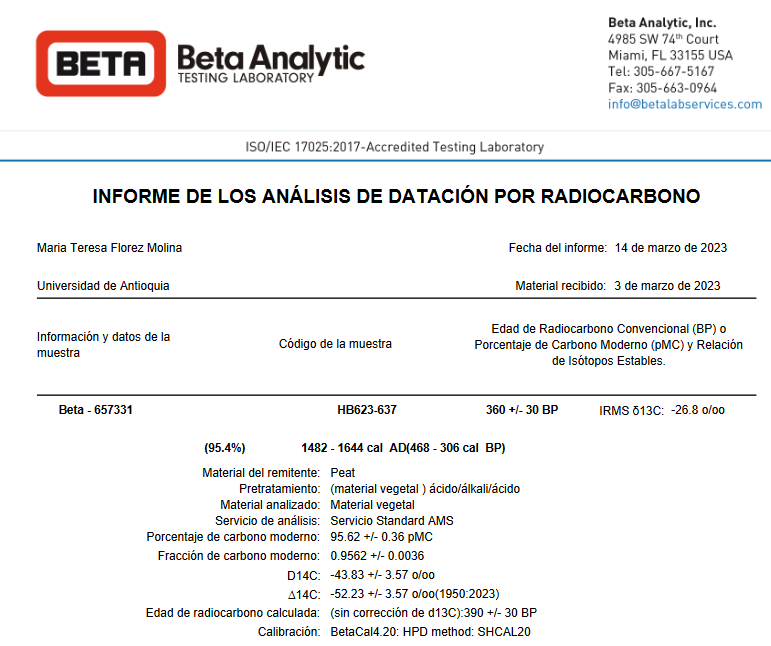 BETA
Beta Analytic
TESTING LABORATORY
Beta Analytic, Inc.
4985 SW 74th Court
Miami, FL 33155 USA
Tel: 305-667-5167
Fax: 305-663-0964
info@betalabservices.com
ISO/IEC 17025:2017-Accredited Testing Laboratory
INFORME DE LOS ANÁLISIS DE DATACIÓN POR RADIOCARBONO
Maria Teresa Florez Molina
Fecha del informe: 14 de marzo de 2023
Universidad de Antioquia
Material recibido: 3 de marzo de 2023
Información y datos de la
muestra
Código de la muestra
Edad de Radiocarbono Convencional (BP) o
Porcentaje de Carbono Moderno (pMC) y Relación
de Isótopos Estables.
Beta - 657331 HB623-637 360 +/- 30 BP IRMS δ13C: -26.8 o/oo
(95.4%) 1482 - 1644 cal AD(468 - 306 cal BP)
Material del remitente: Peat
Pretratamiento: (material vegetal ) ácido/álkali/ácido
Material analizado: Material vegetal
Servicio de análisis: Servicio Standard AMS
Porcentaje de carbono moderno: 95.62 +/- 0.36 pMC
Fracción de carbono moderno: 0.9562 +/- 0.0036
D14C: -43.83 +/- 3.57 o/oo
∆14C: -52.23 +/- 3.57 o/oo(1950:2023)
Edad de radiocarbono calculada: (sin corrección de d13C):390 +/- 30 BP
Calibración: BetaCal4.20: HPD method: SHCAL20